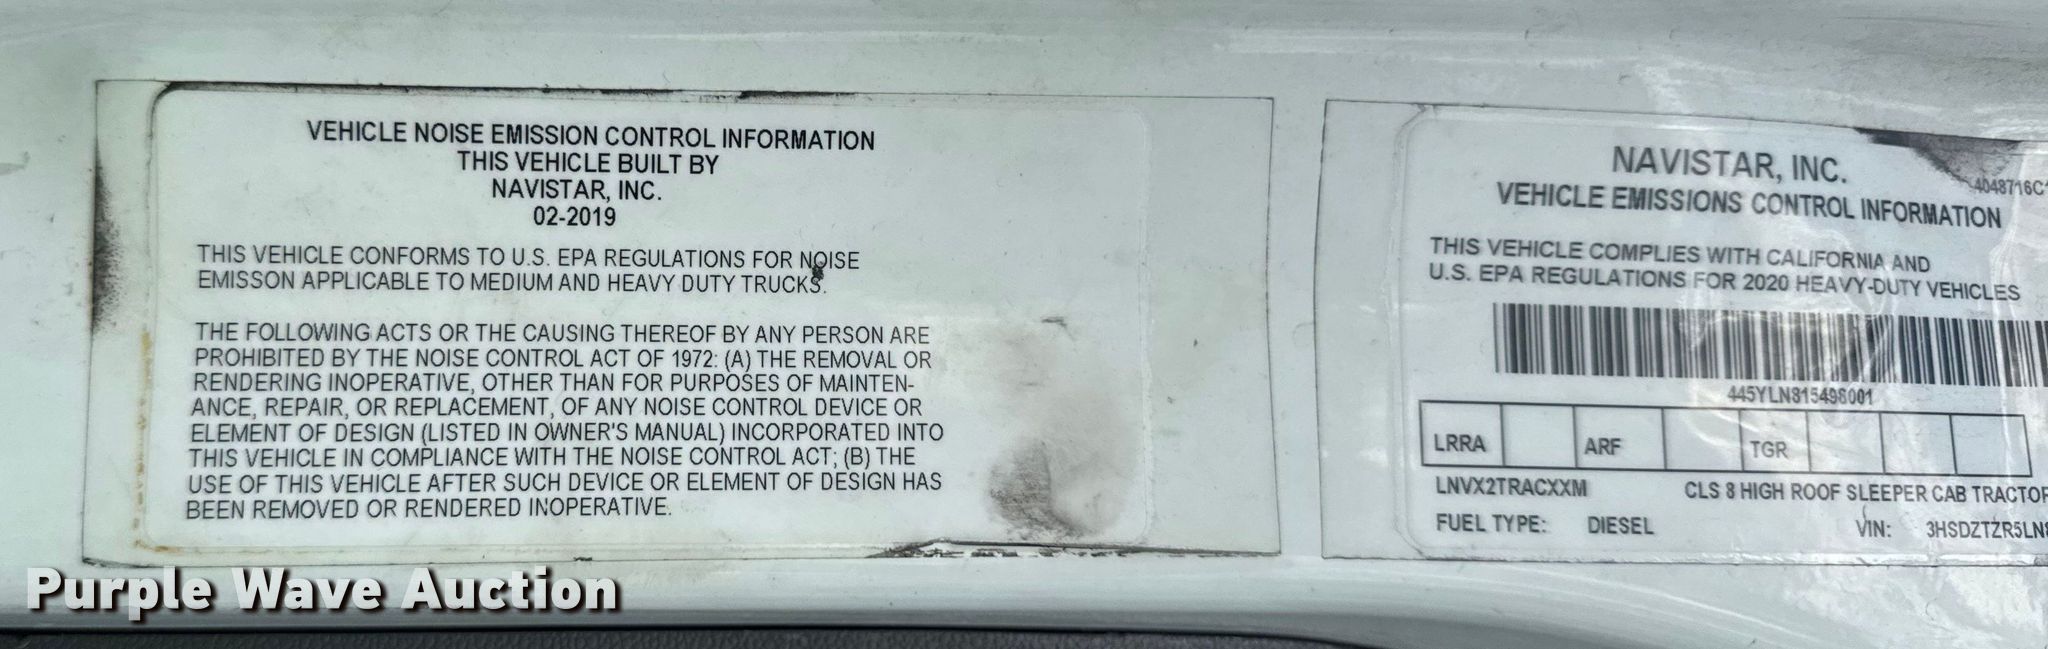 VEHICLE NOISE EMISSION CONTROL INFORMATION
THIS VEHICLE BUILT BY
NAVISTAR, INC.
02-2019
THIS VEHICLE CONFORMS TO U.S. EPA REGULATIONS FOR NOISE
EMISSON APPLICABLE TO MEDIUM AND HEAVY DUTY TRUCKS.
THE FOLLOWING ACTS OR THE CAUSING THEREOF BY ANY PERSON ARE
PROHIBITED BY THE NOISE CONTROL ACT OF 1972: (A) THE REMOVAL OR
RENDERING INOPERATIVE, OTHER THAN FOR PURPOSES OF MAINTEN-
ANCE, REPAIR, OR REPLACEMENT, OF ANY NOISE CONTROL DEVICE OR
ELEMENT OF DESIGN (LISTED IN OWNER'S MANUAL) INCORPORATED INTO
THIS VEHICLE IN COMPLIANCE WITH THE NOISE CONTROL ACT; (B) THE
USE OF THIS VEHICLE AFTER SUCH DEVICE OR ELEMENT OF DESIGN HAS
BEEN REMOVED OR RENDERED INOPERATIVE.
NAVISTAR, INC.
4048716C1
VEHICLE EMISSIONS CONTROL INFORMATION
THIS VEHICLE COMPLIES WITH CALIFORNIA AND
U.S. EPA REGULATIONS FOR 2020 HEAVY-DUTY VEHICLES
445YLN815498001
LRRA ARF TGR
LNVX2TRACXXM CLS 8 HIGH ROOF SLEEPER CAB TRACTOR
FUEL TYPE: DIESEL VIN: 3HSDZTZR5LN8
Purple Wave Auction